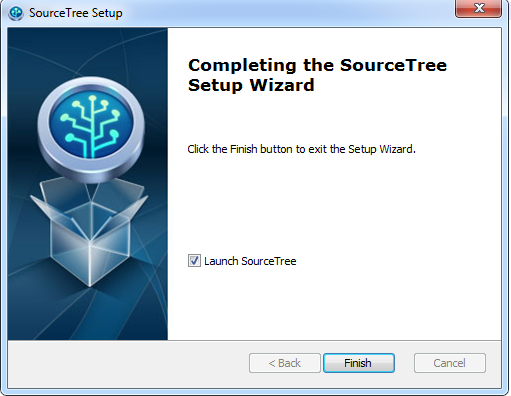 SourceTree Setup
Completing the SourceTree
Setup Wizard
Click the Finish button to exit the Setup Wizard.
Launch SourceTree
< Back
Finish
Cancel